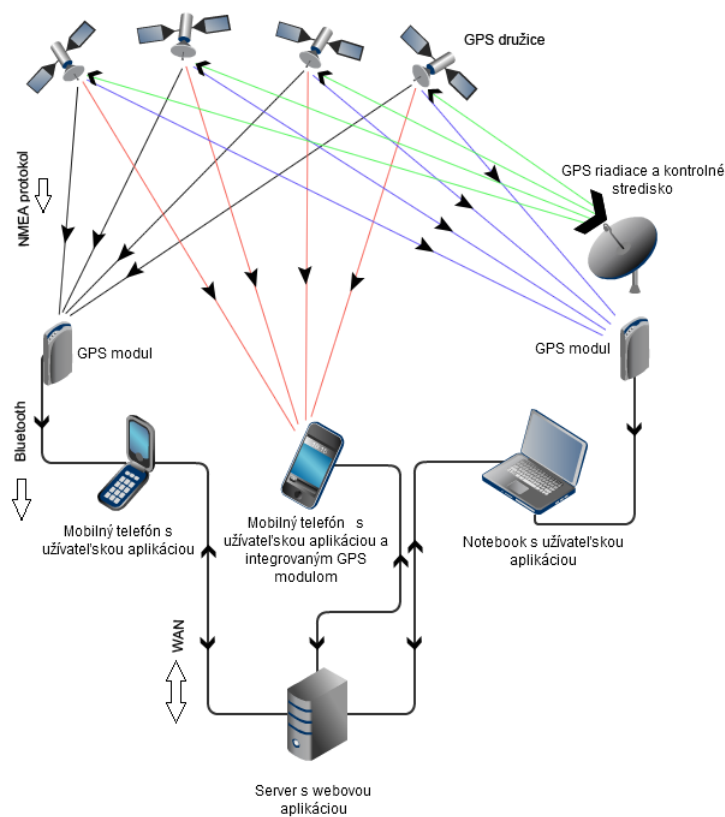 GPS družice
GPS riadiace a kontrolné
stredisko
NMEA protokol
GPS modul
GPS modul
Bluetooth
Mobilný telefón s
užívateľskou aplikáciou
Mobilný telefón s
užívateľskou aplikáciou a
integrovaným GPS
modulom
Notebook s užívateľskou
aplikáciou
WAN
Server s webovou
aplikáciou